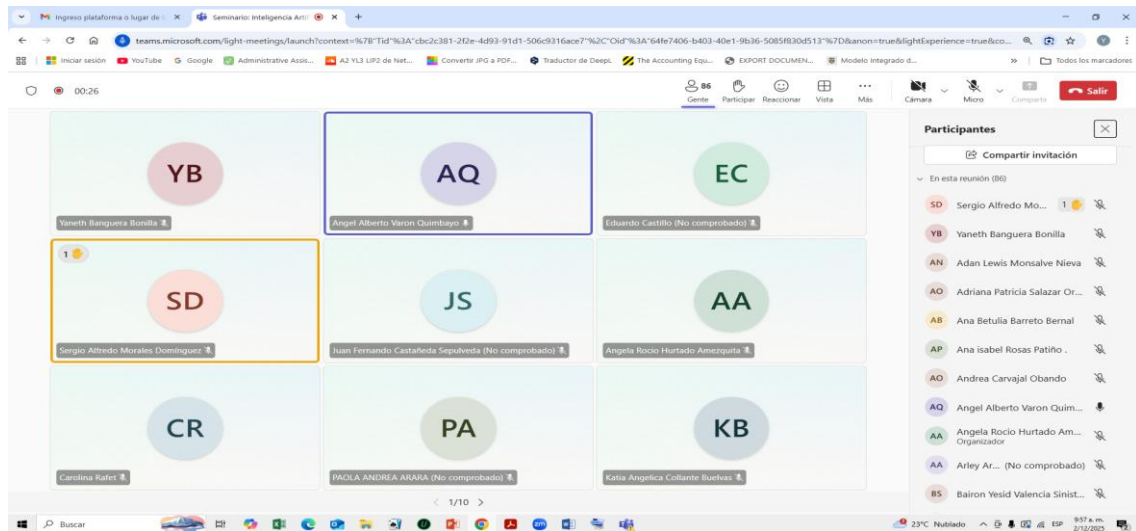 Ingreso plataforma o lugar de
Seminario: Inteligencia Arti
teams.microsoft.com/light-meetings/launch?context=%7B"Tid"%3A"cbc2c381-2f2e-4d93-91d1-506c9316ace7"%2C"Oid"%3A"64fe7406-b403-40e1-9b36-5085f830d513"%7D&anon=true&lightExperience=true&co...
Iniciar sesión YouTube Google Administrative Assis... A2 YL3 LIP2 de Net... Convertir JPG a PDF... Traductor de DeepL The Accounting Equ... EXPORT DOCUMEN... Modelo Integrado d... » Todos los marcadores
00:26
86
Gente Participar Reaccionar Vista Más Cámara Micro Compartir Salir
YB
Yaneth Banguera Bonilla
AQ
Angel Alberto Varon Quimbayo
EC
Eduardo Castillo (No comprobado)
1
SD
Sergio Alfredo Morales Dominguez
JS
Juan Fernando Castañeda Sepulveda (No comprobado)
AA
Angela Rocio Hurtado Amezquita
CR
Carolina Rafet
PA
PAOLA ANDREA ARARA (No comprobado)
KB
Katia Angelica Collante Buelvas
1/10
Participantes
Compartir invitación
En esta reunión (86)
SD Sergio Alfredo Mo... 1
YB Yaneth Banguera Bonilla
AN Adan Lewis Monsalve Nieva
AO Adriana Patricia Salazar Or...
AB Ana Betulia Barreto Bernal
AP Ana isabel Rosas Patiño .
AO Andrea Carvajal Obando
AQ Angel Alberto Varon Quim...
AA Angela Rocio Hurtado Am...
Organizador
AA Arley Ar... (No comprobado)
BS Bairon Yesid Valencia Sinist...
Buscar
23°C Nublado
ESP
9:57 a. m.
2/12/2025